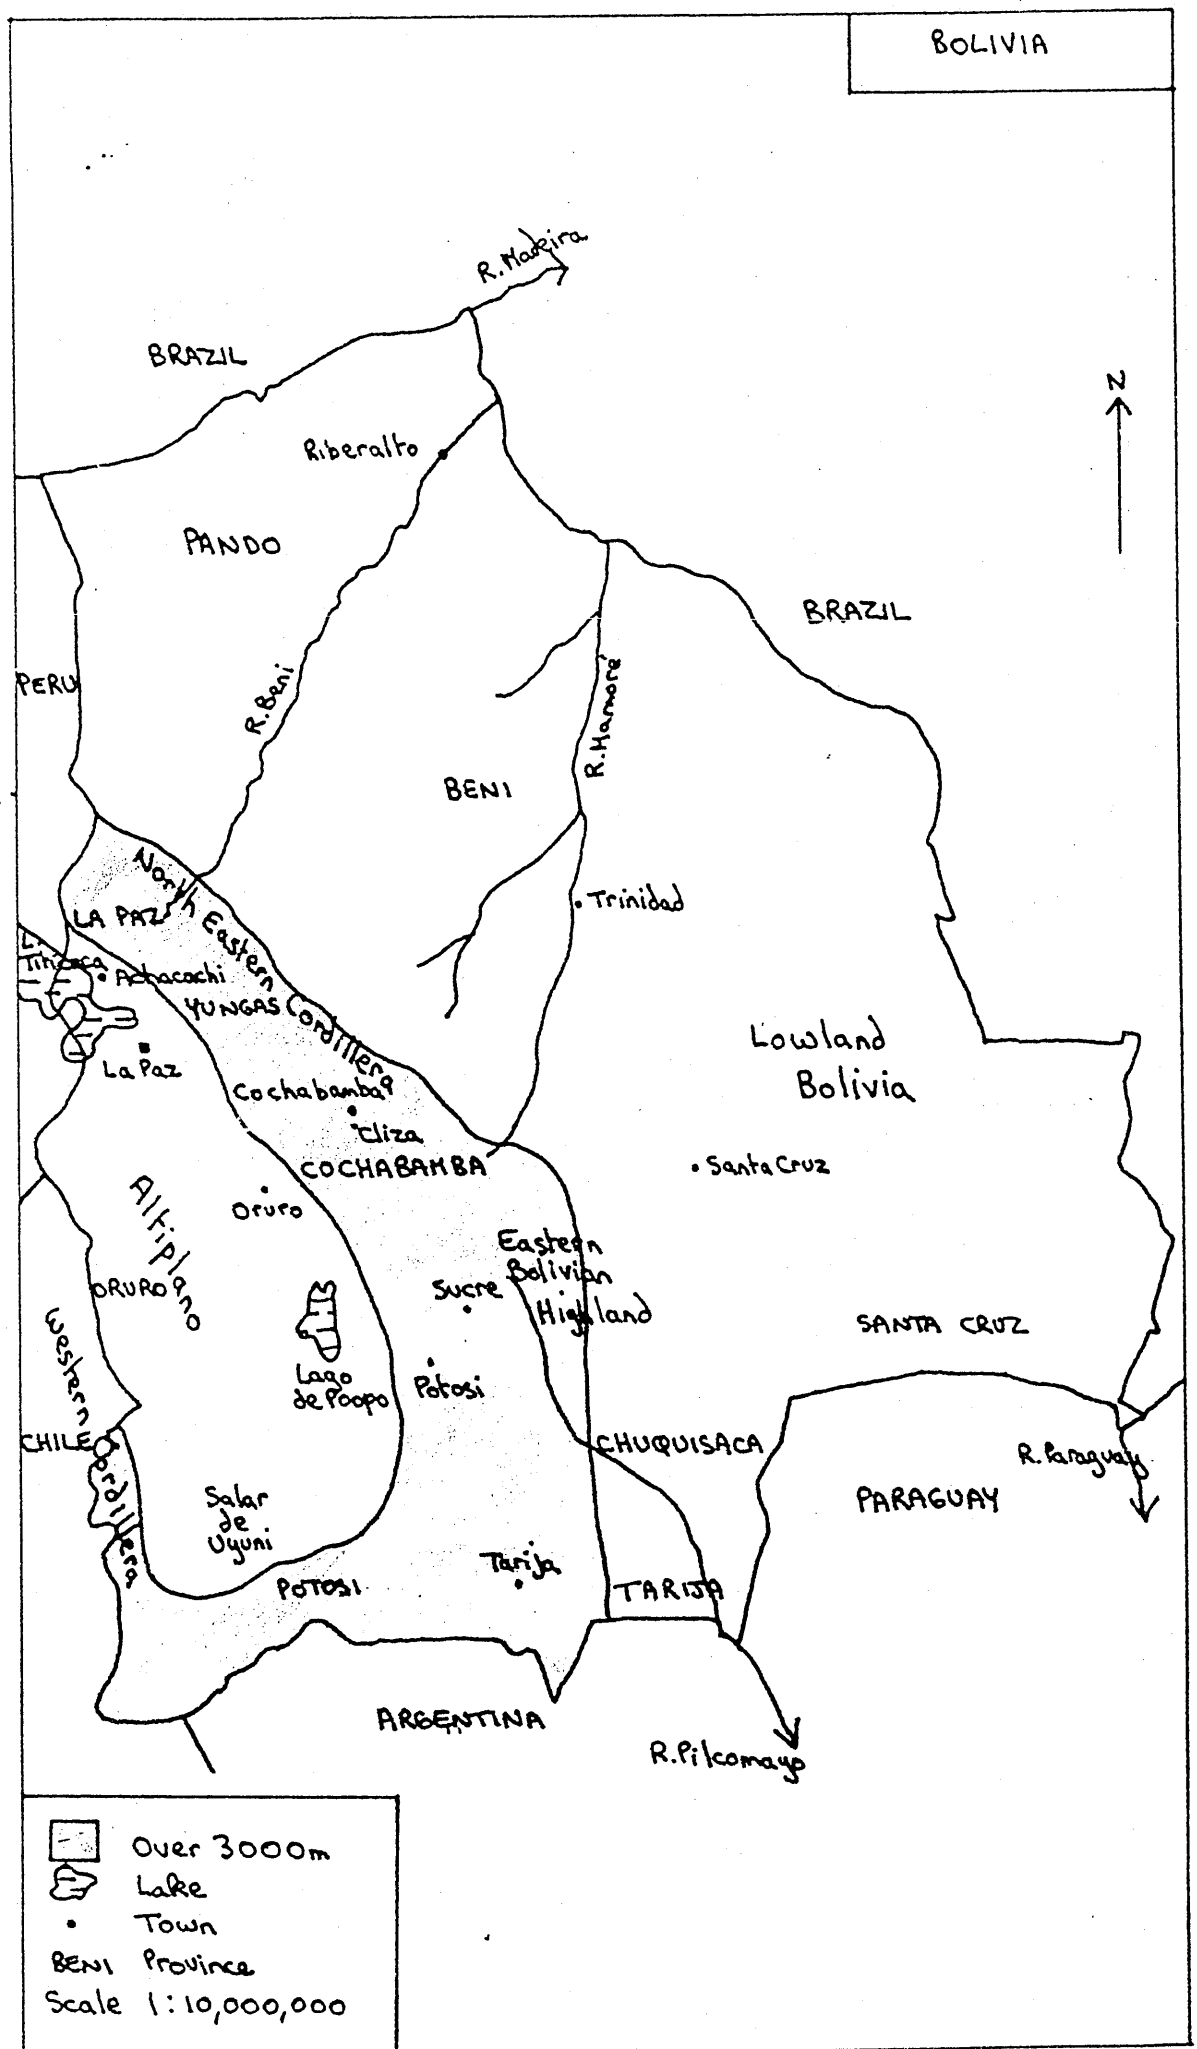 BOLIVIA
R. Madeira
BRAZIL
N
Riberalto
PANDO
BRAZIL
PERU
R. Beni
R. Mamoré
BENI
Trinidad
North Eastern Cordillera
LA PAZ
L.
Titicaca
Achacachi
YUNGAS
La Paz
Lowland
Bolivia
Cochabamba
Cliza
COCHABAMBA
Santa Cruz
Altiplano
Oruro
Eastern
Bolivian
Highland
ORURO
Sucre
SANTA CRUZ
Western Cordillera
Lago
de Poopo
Potosi
CHILE
CHUQUISACA
R. Paraguay
PARAGUAY
Salar
de
Uyuni
Tarija
POTOSI
TARIJA
ARGENTINA
R. Pilcomayo
Over 3000m
Lake
Town
BENI Province
Scale 1:10,000,000